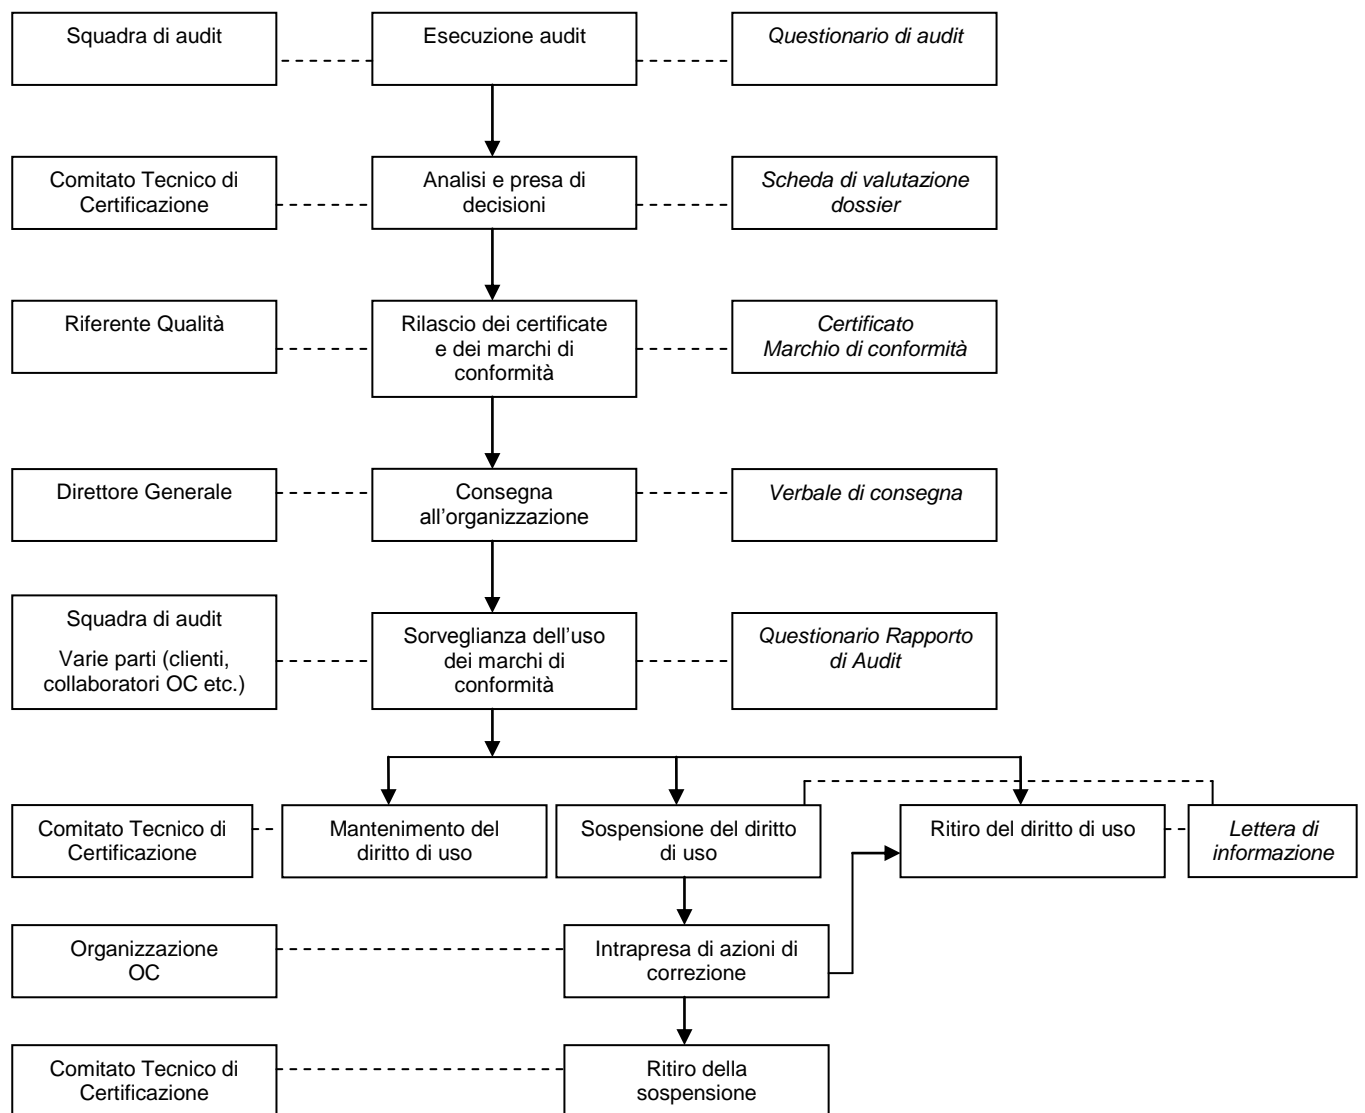 Squadra di audit
Esecuzione audit
Questionario di audit
Comitato Tecnico di
Certificazione
Analisi e presa di
decisioni
Scheda di valutazione
dossier
Riferente Qualità
Rilascio dei certificate
e dei marchi di
conformità
Certificato
Marchio di conformità
Direttore Generale
Consegna
all’organizzazione
Verbale di consegna
Squadra di audit
Varie parti (clienti,
collaboratori OC etc.)
Sorveglianza dell’uso
dei marchi di
conformità
Questionario Rapporto
di Audit
Comitato Tecnico di
Certificazione
Mantenimento del
diritto di uso
Sospensione del diritto
di uso
Ritiro del diritto di uso
Lettera di
informazione
Organizzazione
OC
Intrapresa di azioni di
correzione
Comitato Tecnico di
Certificazione
Ritiro della
sospensione